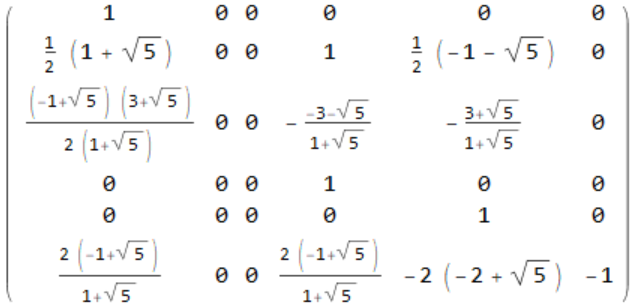 1 0 0 0 0 0
1/2 (1 + √5) 0 0 1 1/2 (-1 - √5) 0
((-1+√5) (3+√5))/(2 (1+√5)) 0 0 - (-3-√5)/(1+√5) - (3+√5)/(1+√5) 0
0 0 0 1 0 0
0 0 0 0 1 0
(2 (-1+√5))/(1+√5) 0 0 (2 (-1+√5))/(1+√5) -2 (-2 + √5) -1